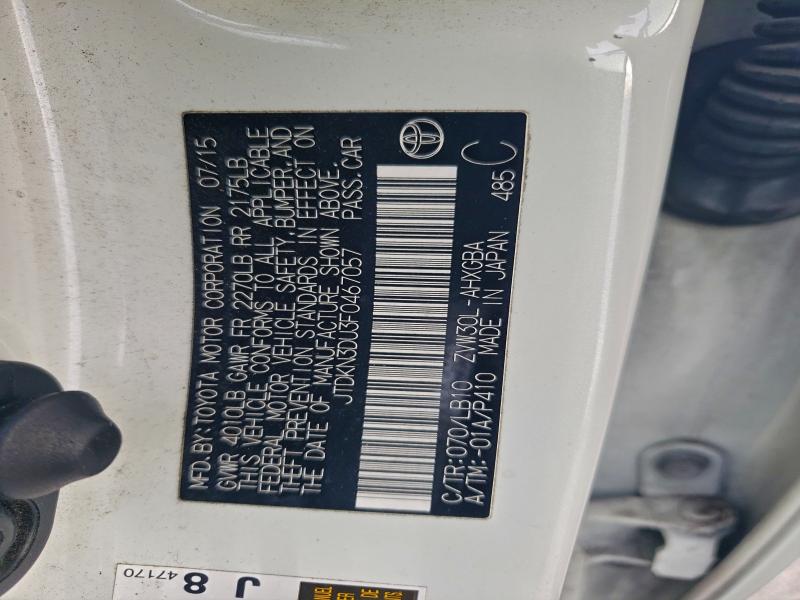 MFD. BY: TOYOTA MOTOR CORPORATION 07/15
GVWR 4010LB GAWR FR 2270LB RR 2175LB
THIS VEHICLE CONFORMS TO ALL APPLICABLE
FEDERAL MOTOR VEHICLE SAFETY, BUMPER, AND
THEFT PREVENTION STANDARDS IN EFFECT ON
THE DATE OF MANUFACTURE SHOWN ABOVE.
JTDKN3DU3F0467057 PASS. CAR
C/TR:070/LB10 ZVW30L-AHXGBA
A/TM:-01A/P410 MADE IN JAPAN 485 C
J 8
47170